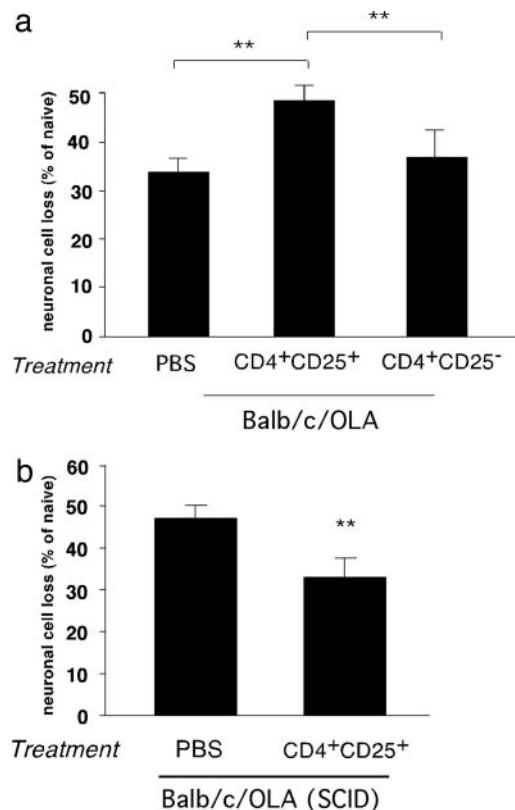 a
** **
neuronal cell loss (% of naive)
50
40
30
20
10
0
Treatment PBS CD4⁺CD25⁺ CD4⁺CD25⁻
Balb/c/OLA
b
neuronal cell loss (% of naive)
60
50
40
30
20
10
0
**
Treatment PBS CD4⁺CD25⁺
Balb/c/OLA (SCID)